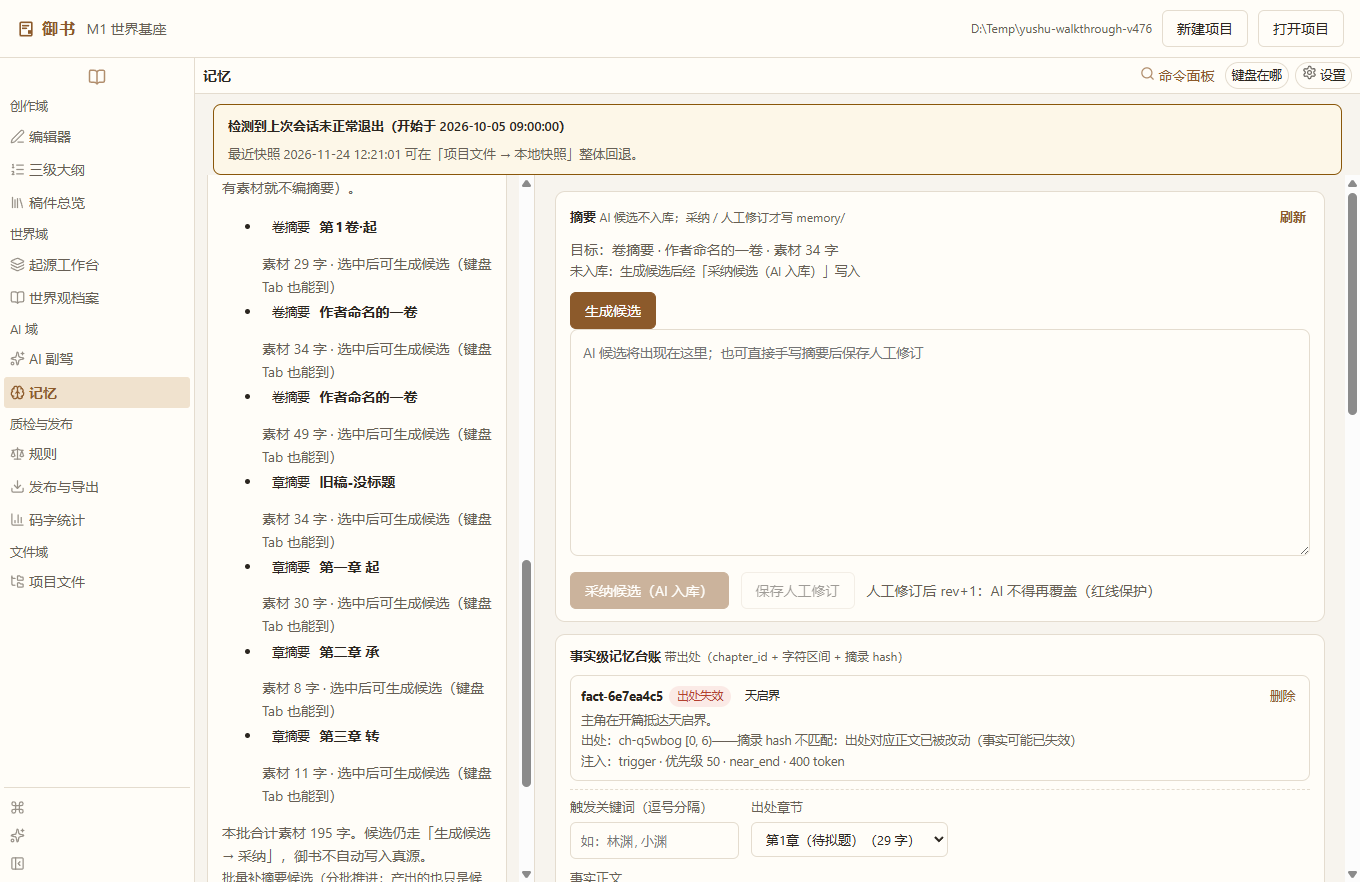 御书 M1 世界基座
D:\Temp\yushu-walkthrough-v476 新建项目 打开项目
创作域
编辑器
三级大纲
稿件总览
世界域
起源工作台
世界观档案
AI 域
AI 副驾
记忆
质检与发布
规则
发布与导出
码字统计
文件域
项目文件
记忆
命令面板 键盘在哪 设置
检测到上次会话未正常退出（开始于 2026-10-05 09:00:00）
最近快照 2026-11-24 12:21:01 可在「项目文件 → 本地快照」整体回退。
有素材就不编摘要）。
卷摘要 第1卷·起
素材 29 字 · 选中后可生成候选（键盘
Tab 也能到）
卷摘要 作者命名的一卷
素材 34 字 · 选中后可生成候选（键盘
Tab 也能到）
卷摘要 作者命名的一卷
素材 49 字 · 选中后可生成候选（键盘
Tab 也能到）
章摘要 旧稿-没标题
素材 34 字 · 选中后可生成候选（键盘
Tab 也能到）
章摘要 第一章 起
素材 30 字 · 选中后可生成候选（键盘
Tab 也能到）
章摘要 第二章 承
素材 8 字 · 选中后可生成候选（键盘
Tab 也能到）
章摘要 第三章 转
素材 11 字 · 选中后可生成候选（键盘
Tab 也能到）
本批合计素材 195 字。候选仍走「生成候选
→ 采纳」，御书不自动写入真源。
批量补摘要候选（分批推进；产出的也只是候
摘要 AI 候选不入库；采纳 / 人工修订才写 memory/
刷新
目标：卷摘要 · 作者命名的一卷 · 素材 34 字
未入库：生成候选后经「采纳候选（AI 入库）」写入
生成候选
AI 候选将出现在这里；也可直接手写摘要后保存人工修订
采纳候选（AI 入库） 保存人工修订 人工修订后 rev+1：AI 不得再覆盖（红线保护）
事实级记忆台账 带出处（chapter_id + 字符区间 + 摘录 hash）
fact-6e7ea4c5 出处失效 天启界 删除
主角在开篇抵达天启界。
出处：ch-q5wbog [0, 6)——摘录 hash 不匹配：出处对应正文已被改动（事实可能已失效）
注入：trigger · 优先级 50 · near_end · 400 token
触发关键词（逗号分隔） 出处章节
如：林渊, 小渊 第1章（待拟题）（29 字）
事实正文